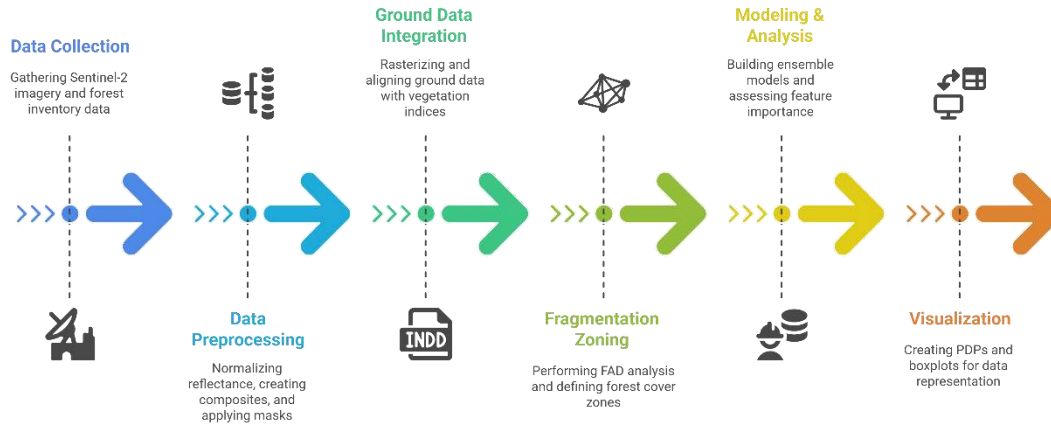 Data Collection
Gathering Sentinel-2
imagery and forest
inventory data
Data
Preprocessing
Normalizing
reflectance, creating
composites, and
applying masks
Ground Data
Integration
Rasterizing and
aligning ground data
with vegetation
indices
INDD
Fragmentation
Zoning
Performing FAD analysis
and defining forest cover
zones
Modeling &
Analysis
Building ensemble
models and
assessing feature
importance
Visualization
Creating PDPs and
boxplots for data
representation